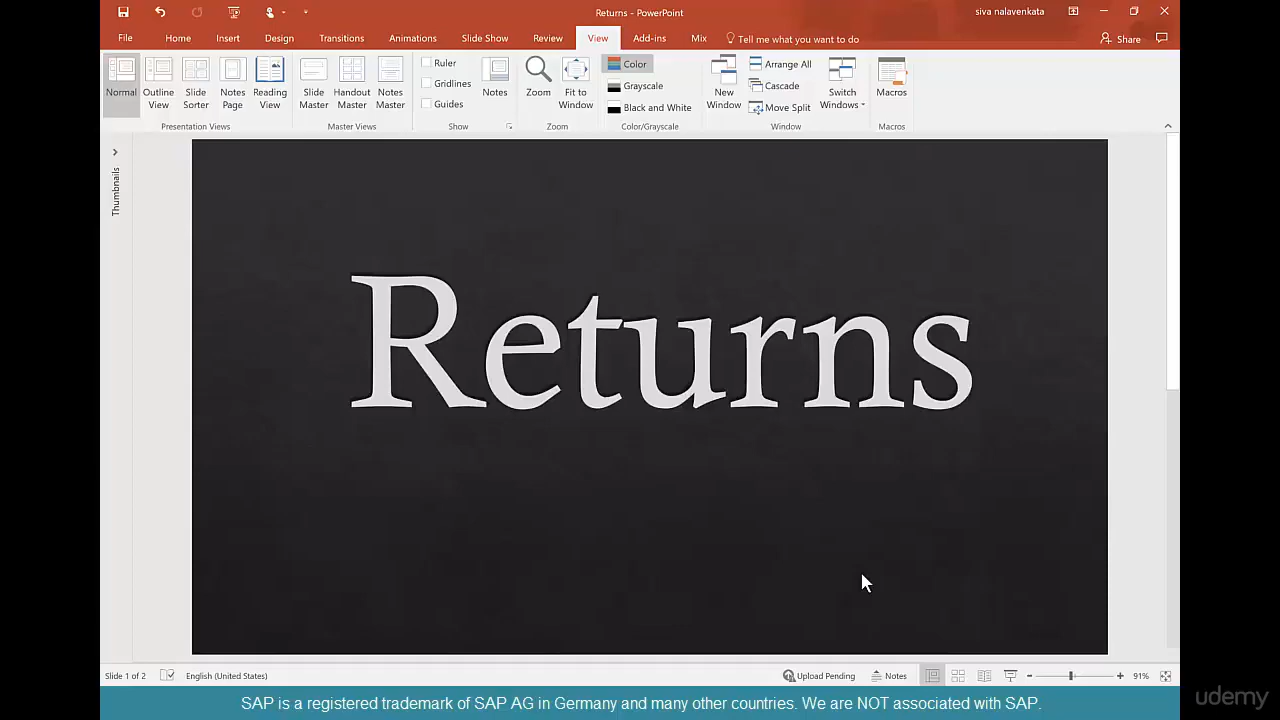 Returns - PowerPoint
siva nalavenkata
File Home Insert Design Transitions Animations Slide Show Review View Add-ins Mix Tell me what you want to do Share
Normal Outline View Slide Sorter Notes Page Reading View
Presentation Views
Slide Master Handout Master Notes Master
Master Views
Ruler
Gridlines
Guides
Notes
Show
Zoom Fit to Window
Zoom
Color
Grayscale
Black and White
Color/Grayscale
New Window
Arrange All
Cascade
Move Split
Switch Windows
Window
Macros
Macros
Thumbnails
Returns
Slide 1 of 2 English (United States) Upload Pending Notes 91%
SAP is a registered trademark of SAP AG in Germany and many other countries. We are NOT associated with SAP.
udemy